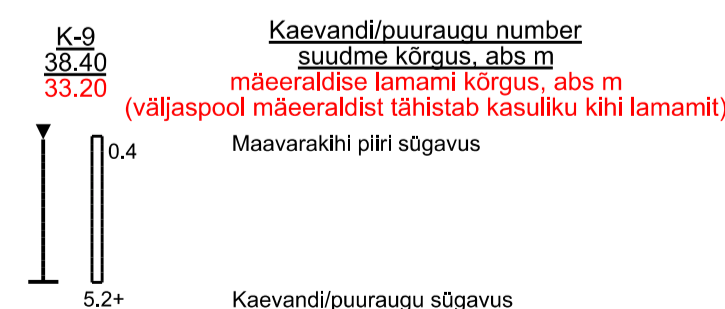 K-9 Kaevandi/puuraugu number
38.40 suudme kõrgus, abs m
33.20 mäeeraldise lamami kõrgus, abs m
(väljaspool mäeeraldist tähistab kasuliku kihi lamamit)
0.4 Maavarakihi piiri sügavus
5.2+ Kaevandi/puuraugu sügavus